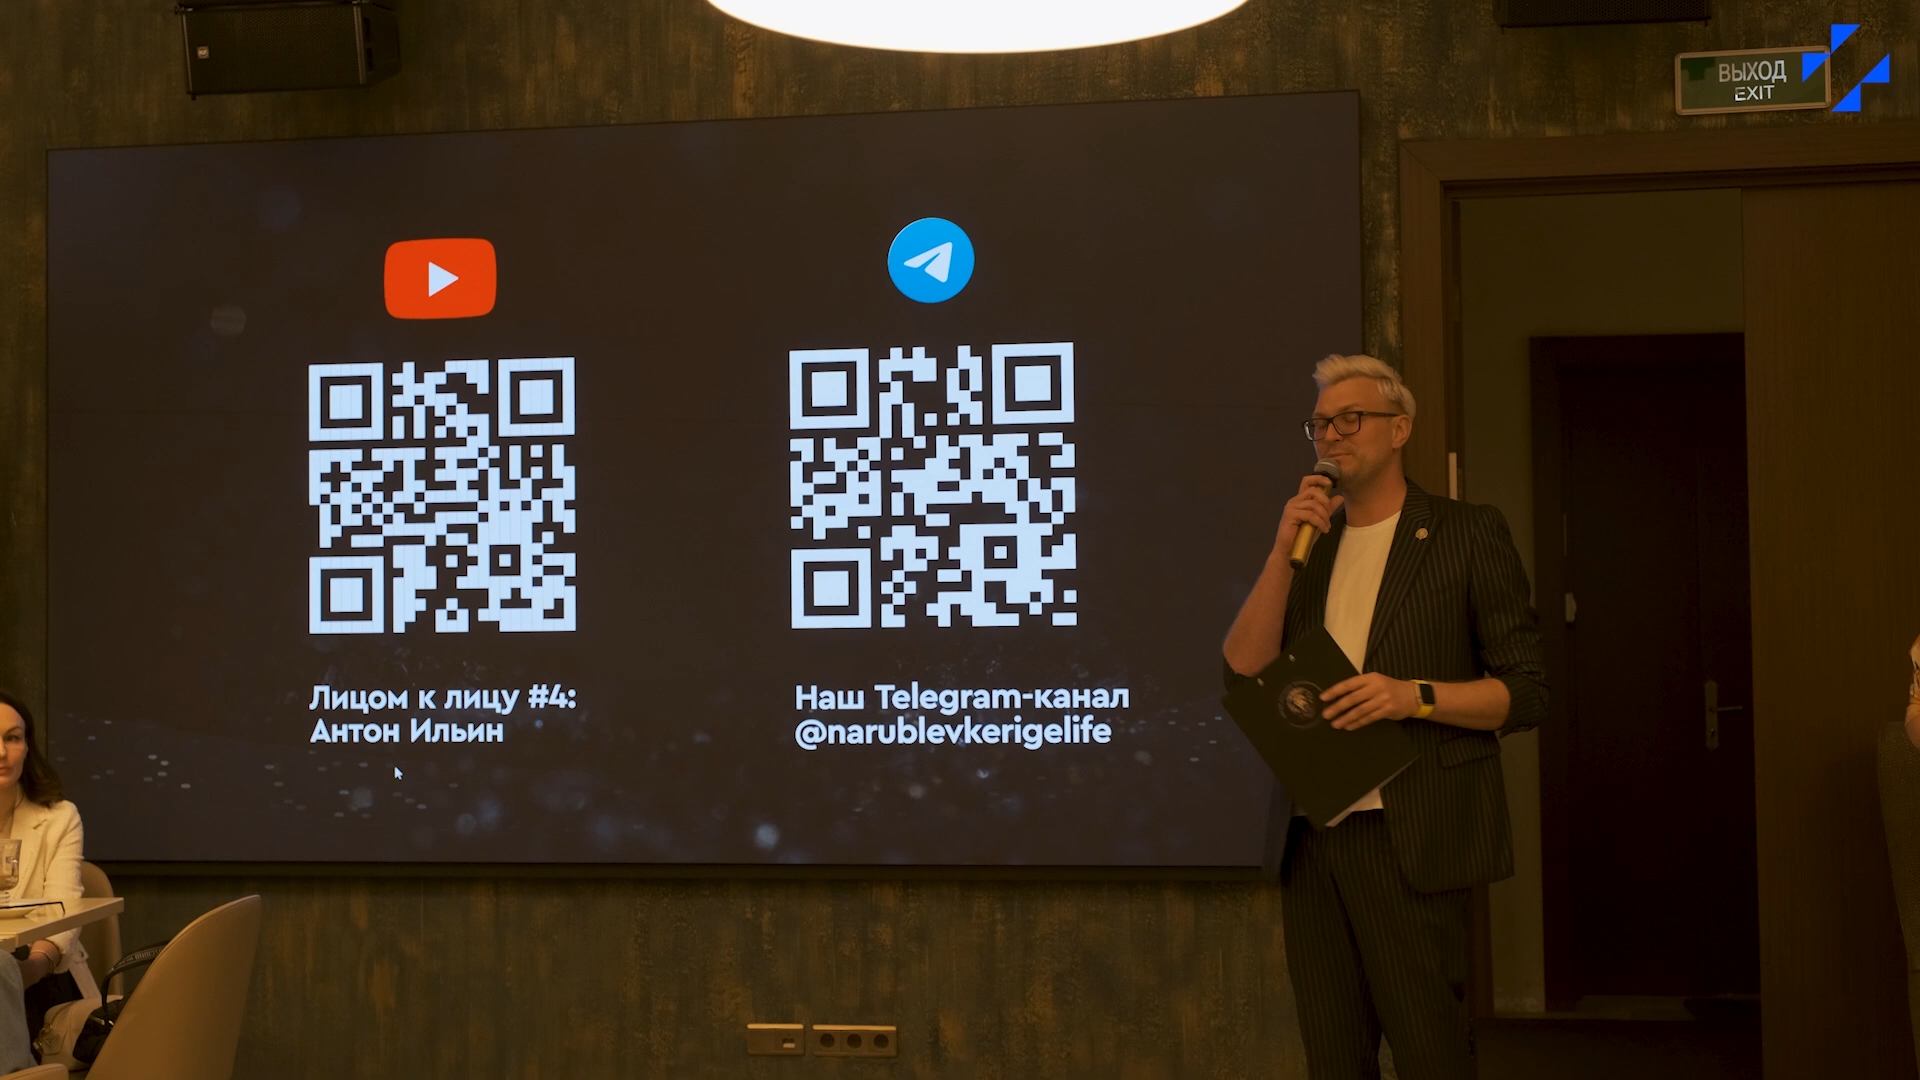 ВЫХОД
EXIT
Лицом к лицу #4:
Антон Ильин
Наш Telegram-канал
@narublevkerigelife